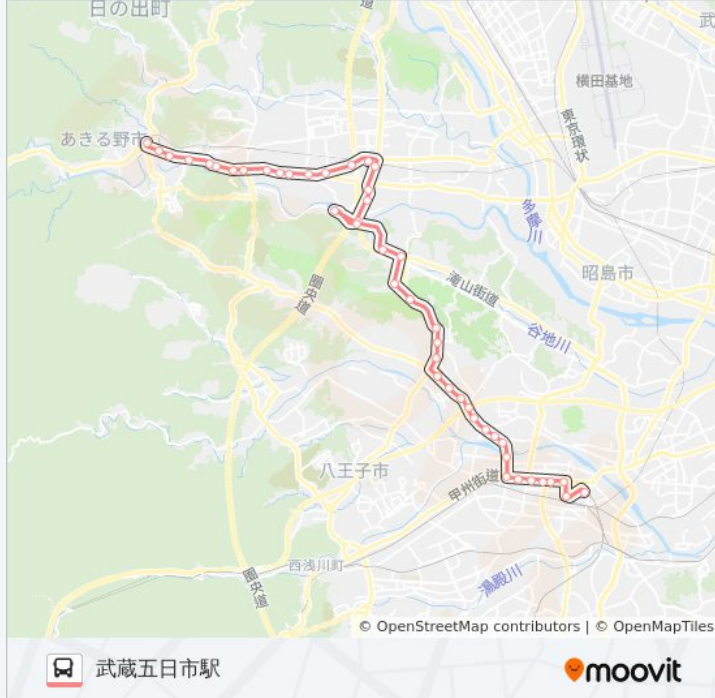 日の出町
道
武
横田基地
東京環状
あきる野市
多摩川
昭島市
圏央道
滝山街道
谷地川
八王子市
甲州街道
西浅川町
圏央道
湯殿川
© OpenStreetMap contributors | © OpenMapTiles
武蔵五日市駅
moovit